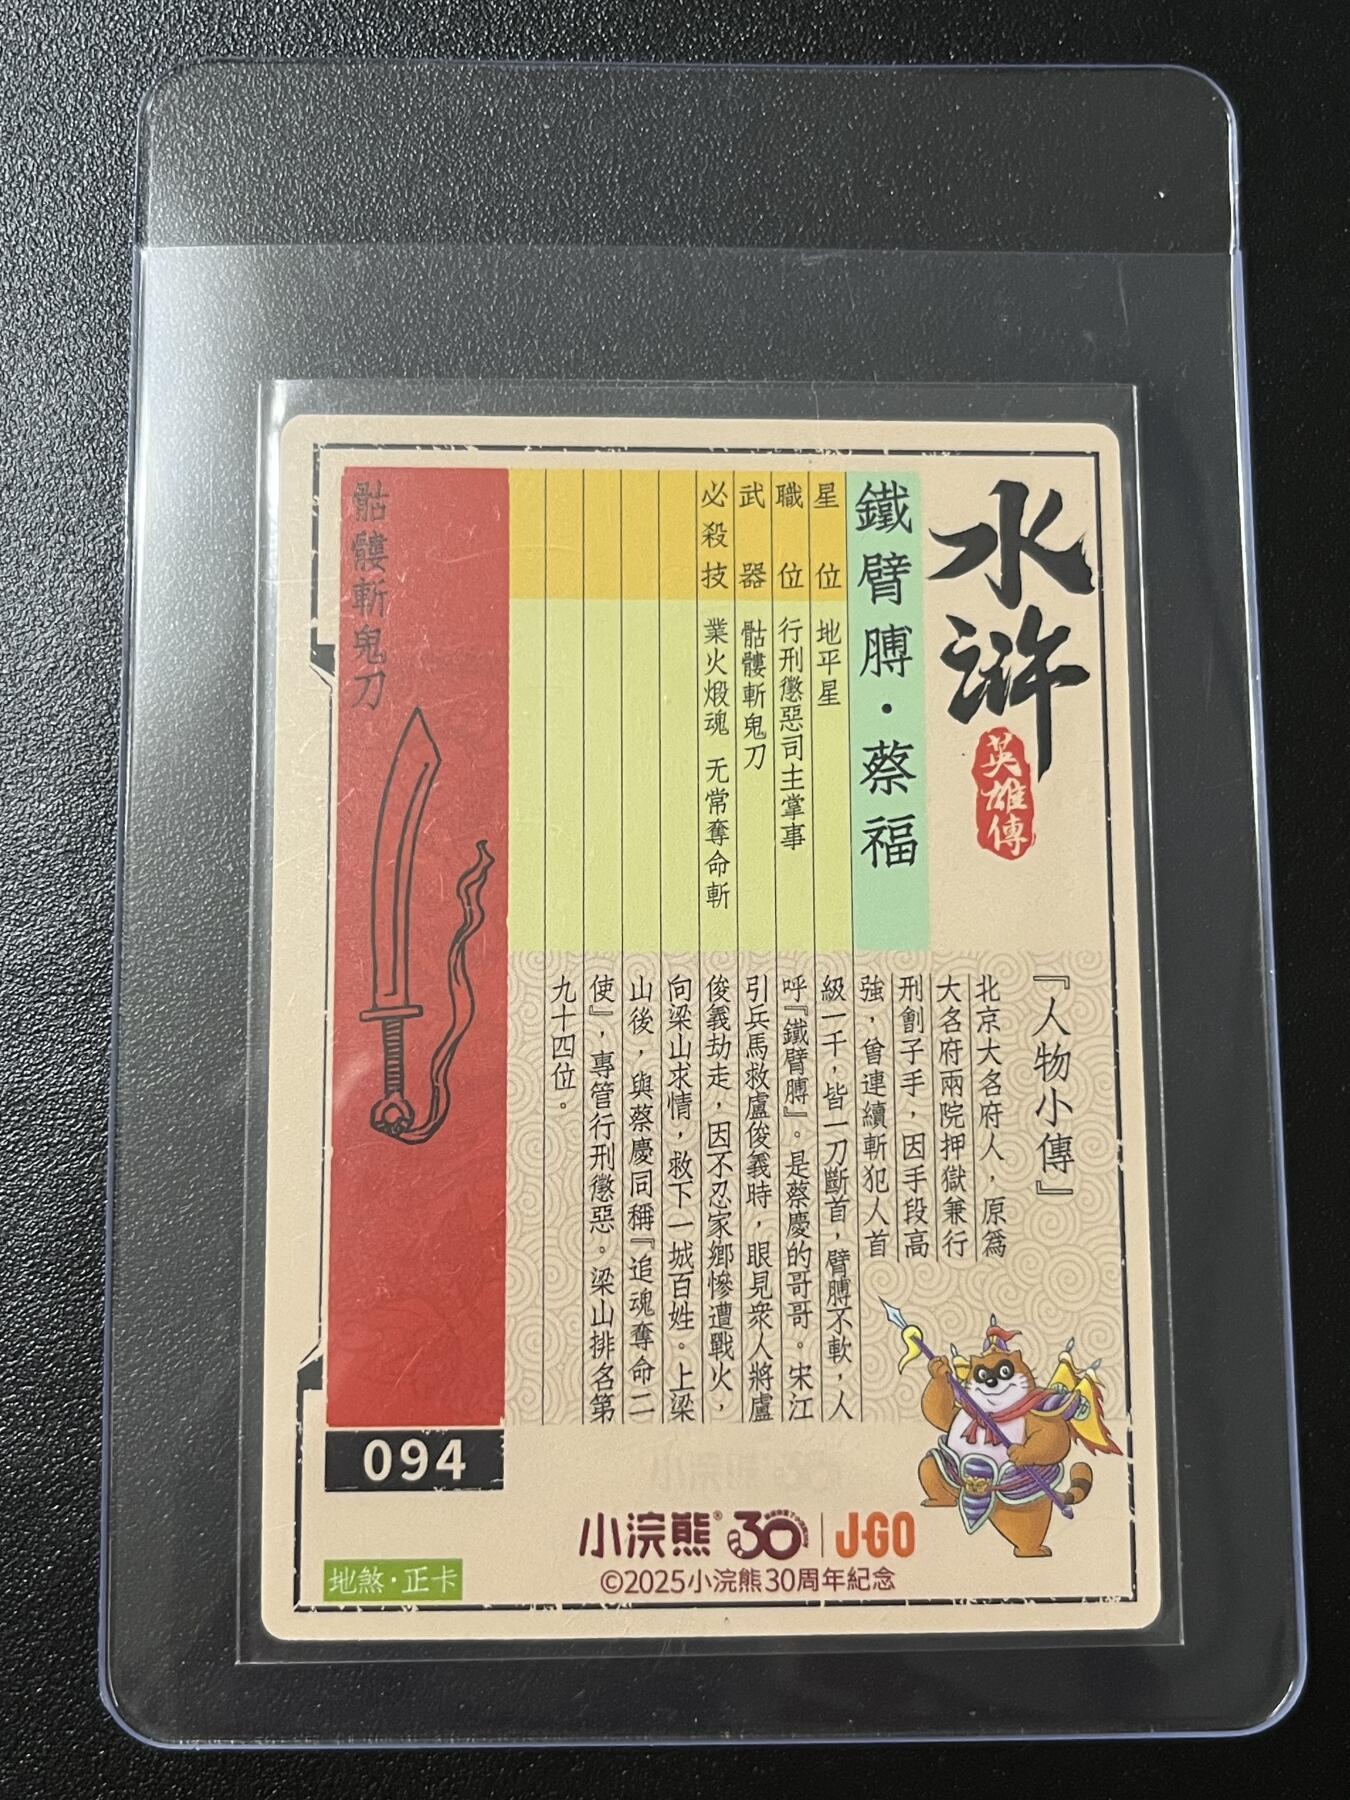 水滸
英雄傳
鐵臂膊·蔡福
星位 地平星
職位 行刑懲惡司主掌事
武器 骷髏斬鬼刀
必殺技 業火煅魂 无常奪命斬
『人物小傳』
北京大名府人，原爲
大名府兩院押獄兼行
刑劊子手，因手段高
強，曾連續斬犯人首
級一千，皆一刀斷首，臂膊不軟，人
呼『鐵臂膊』。是蔡慶的哥哥。宋江
引兵馬救盧俊義時，眼見衆人將盧
俊義劫走，因不忍家鄉慘遭戰火，
向梁山求情，救下一城百姓。上梁
山後，與蔡慶同稱『追魂奪命二
使』，專管行刑懲惡。梁山排名第
九十四位。
骷髏斬鬼刀
094
小浣熊® 30 J-GO
©2025小浣熊30周年紀念
地煞·正卡